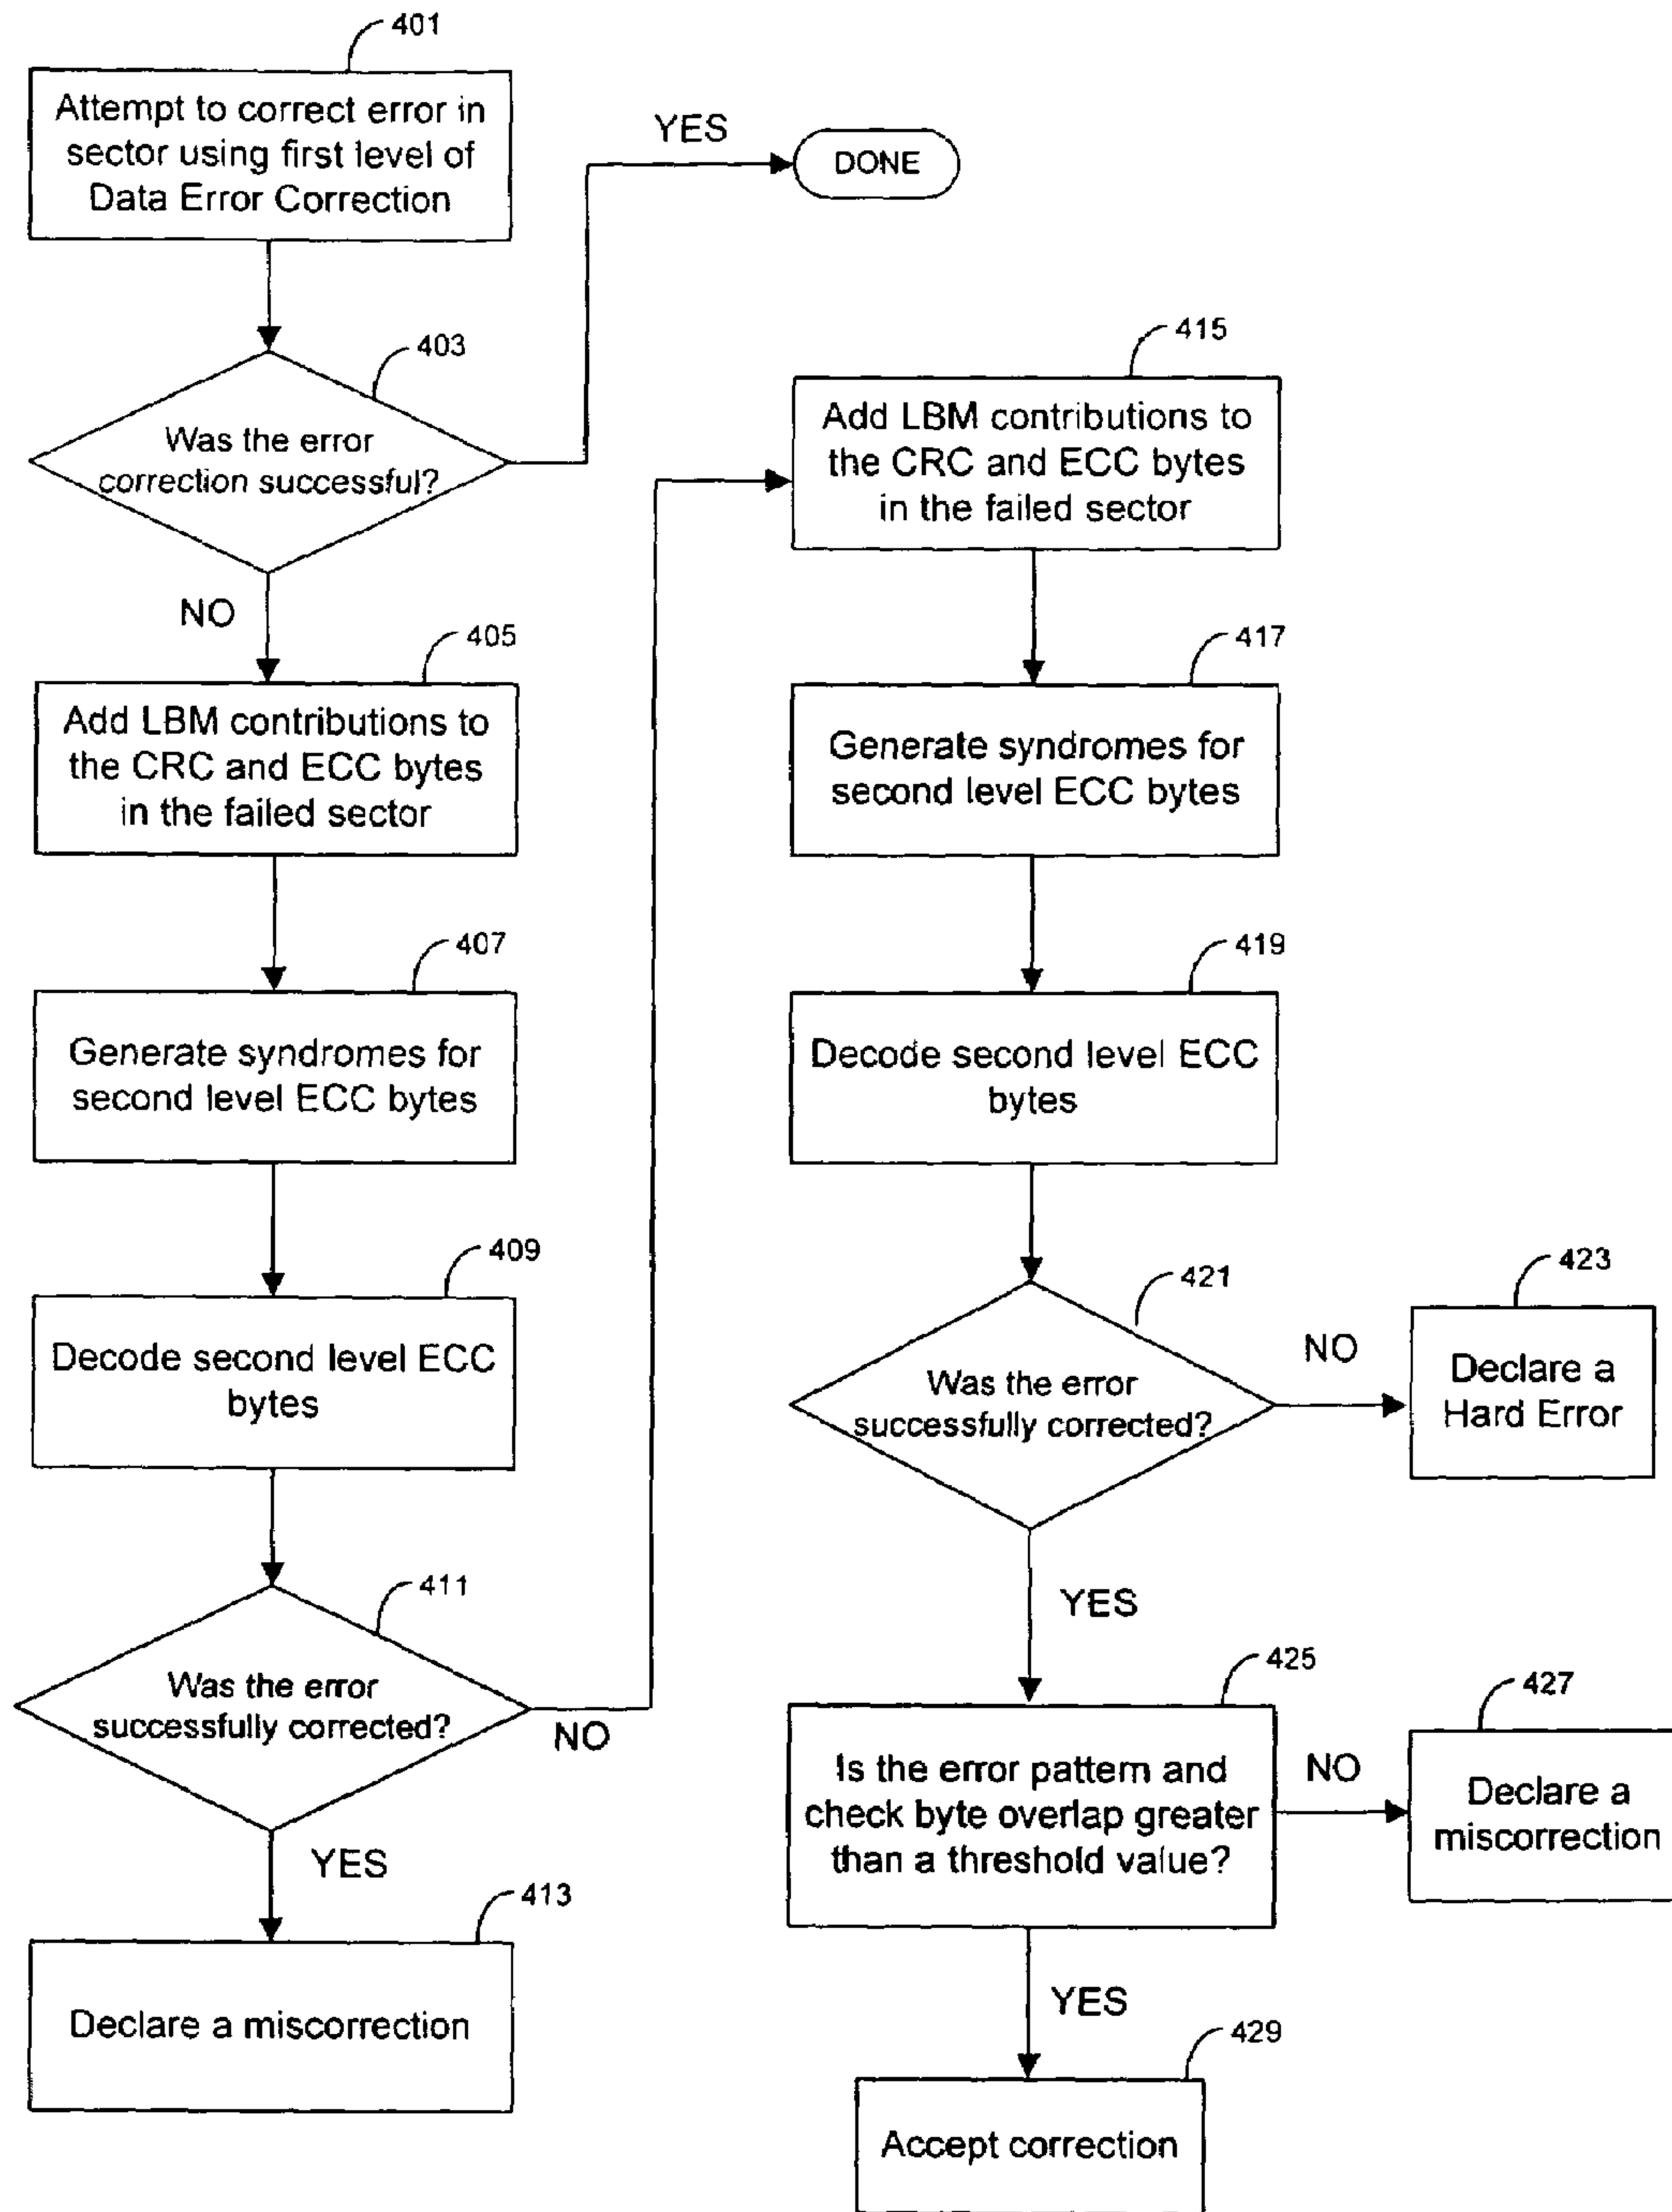 401
Attempt to correct error in
sector using first level of
Data Error Correction
YES
DONE
403
Was the error
correction successful?
NO
405
Add LBM contributions to
the CRC and ECC bytes
in the failed sector
407
Generate syndromes for
second level ECC bytes
409
Decode second level ECC
bytes
411
Was the error
successfully corrected?
NO
YES
413
Declare a miscorrection
415
Add LBM contributions to
the CRC and ECC bytes
in the failed sector
417
Generate syndromes for
second level ECC bytes
419
Decode second level ECC
bytes
421
Was the error
successfully corrected?
NO
423
Declare a
Hard Error
YES
425
Is the error pattern and
check byte overlap greater
than a threshold value?
NO
427
Declare a
miscorrection
YES
429
Accept correction